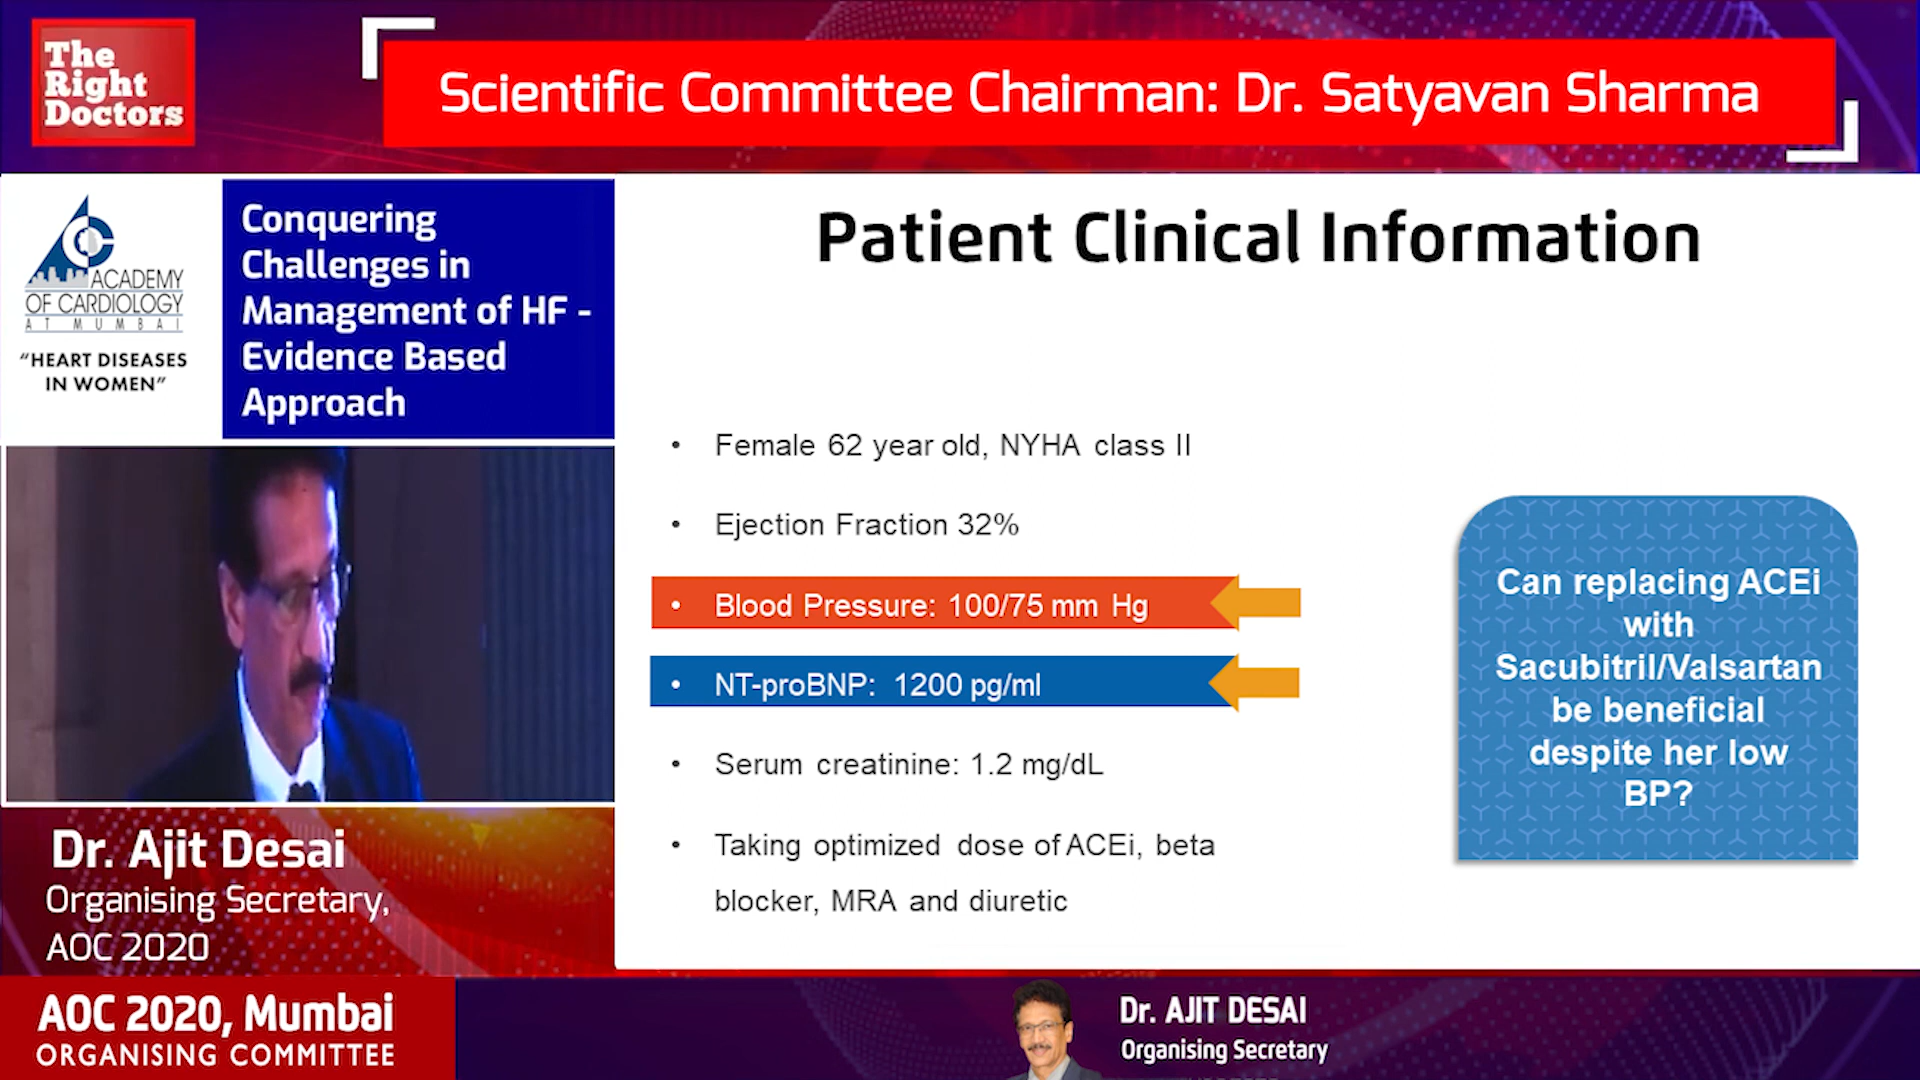 The
Right
Doctors
Scientific Committee Chairman: Dr. Satyavan Sharma
ACADEMY
OF CARDIOLOGY
AT MUMBAI
“HEART DISEASES
IN WOMEN”
Conquering
Challenges in
Management of HF -
Evidence Based
Approach
Patient Clinical Information
• Female 62 year old, NYHA class II
• Ejection Fraction 32%
• Blood Pressure: 100/75 mm Hg
• NT-proBNP: 1200 pg/ml
• Serum creatinine: 1.2 mg/dL
• Taking optimized dose of ACEi, beta
blocker, MRA and diuretic
Can replacing ACEi
with
Sacubitril/Valsartan
be beneficial
despite her low
BP?
Dr. Ajit Desai
Organising Secretary,
AOC 2020
AOC 2020, Mumbai
ORGANISING COMMITTEE
Dr. AJIT DESAI
Organising Secretary